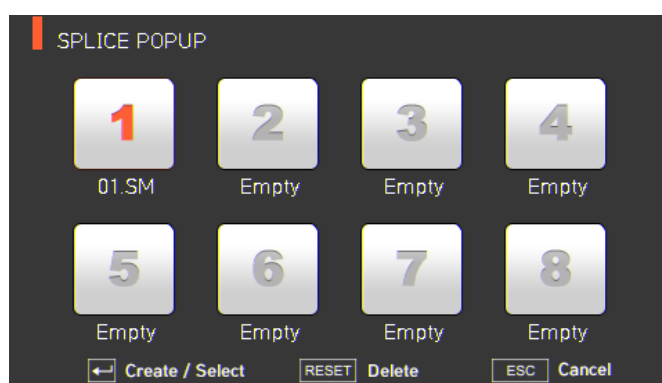 SPLICE POPUP
1 2 3 4
01.SM Empty Empty Empty
5 6 7 8
Empty Empty Empty Empty
Create / Select RESET Delete ESC Cancel